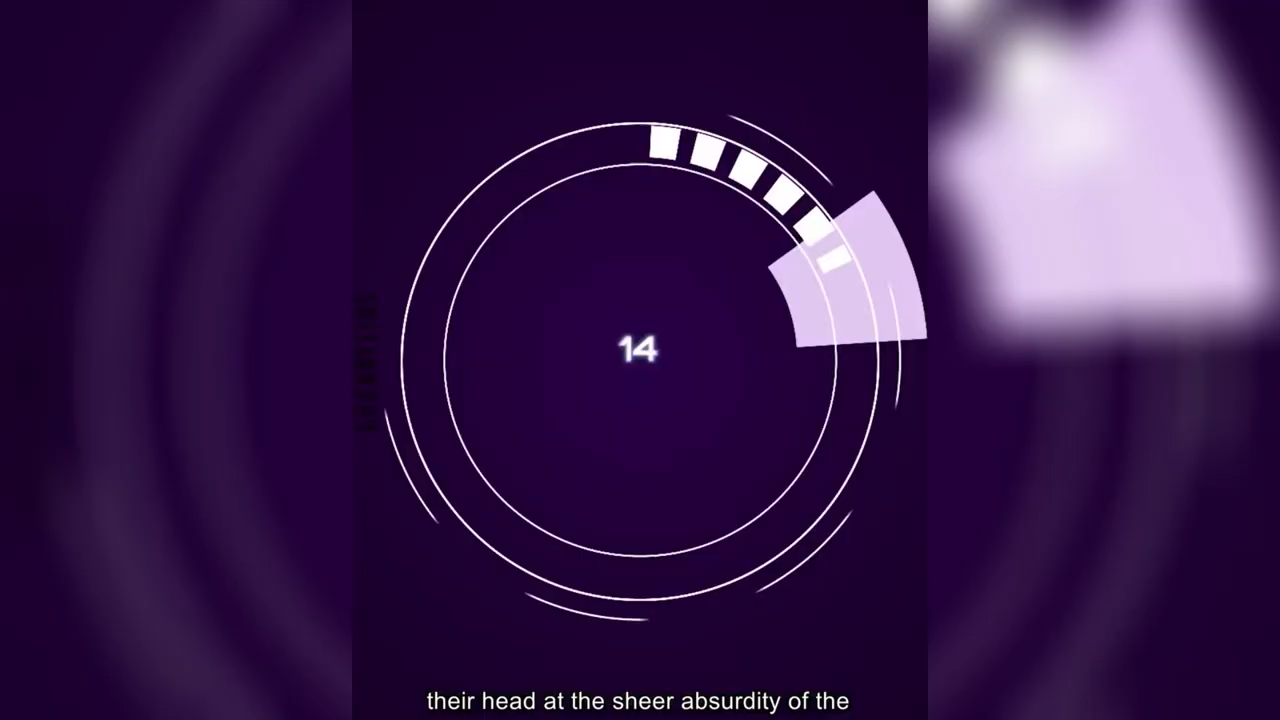 14
their head at the sheer absurdity of the